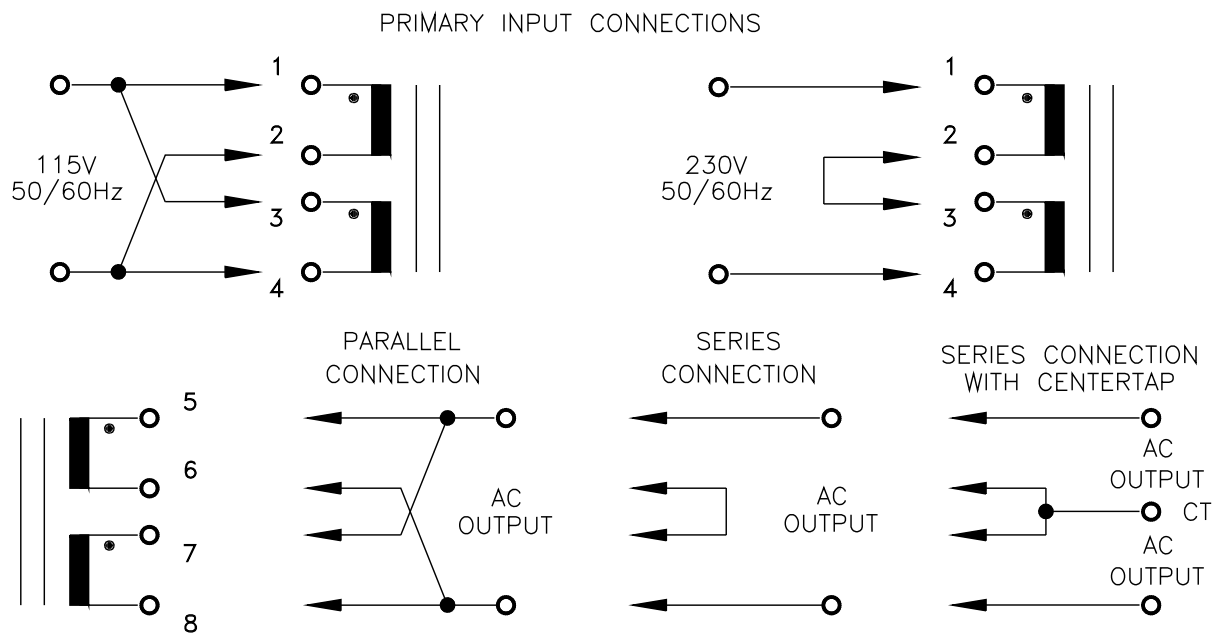 PRIMARY INPUT CONNECTIONS
1
2
115V
50/60Hz
3
4
1
2
230V
50/60Hz
3
4
PARALLEL
CONNECTION
SERIES
CONNECTION
SERIES CONNECTION
WITH CENTERTAP
5
6
7
8
AC
OUTPUT
AC
OUTPUT
AC
OUTPUT
CT
AC
OUTPUT